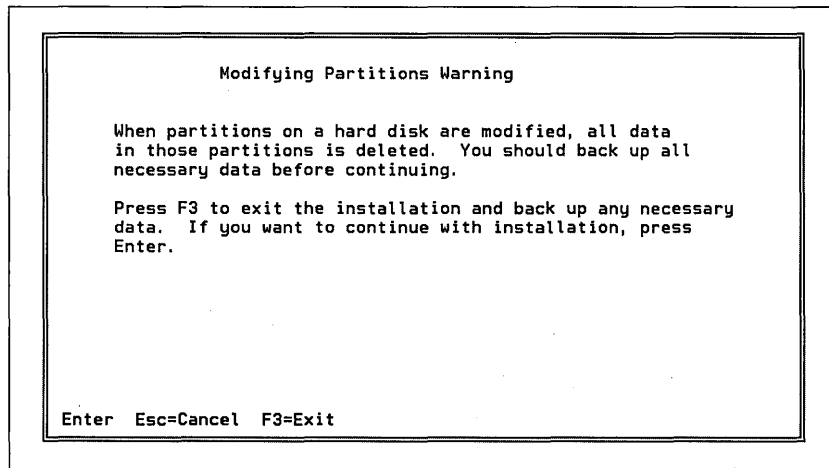 Modifying Partitions Warning
When partitions on a hard disk are modified, all data
in those partitions is deleted.  You should back up all
necessary data before continuing.
Press F3 to exit the installation and back up any necessary
data.  If you want to continue with installation, press
Enter.
Enter  Esc=Cancel  F3=Exit